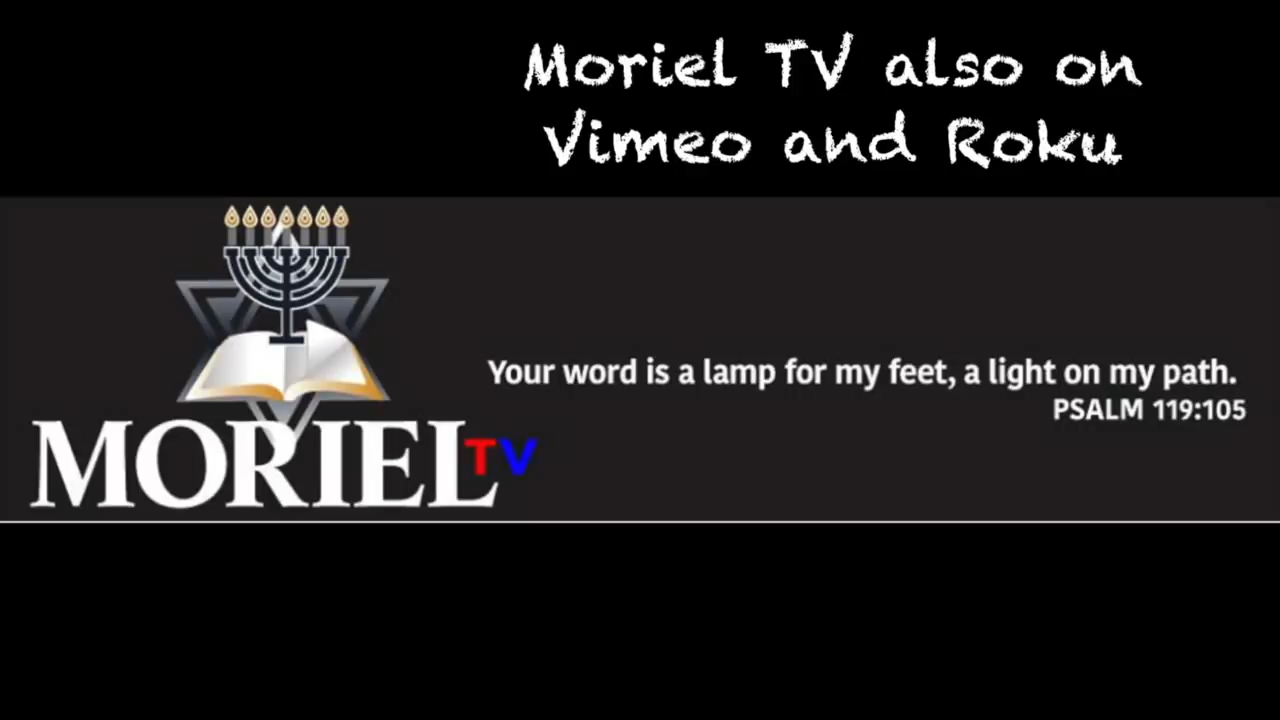 Moriel TV also on
Vimeo and Roku
Your word is a lamp for my feet, a light on my path.
PSALM 119:105
MORIEL TV